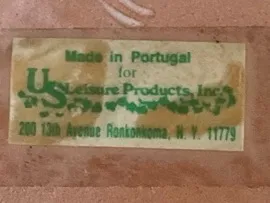 Made in Portugal
for
US Leisure Products, Inc.
200 13th Avenue Ronkonkoma, N. Y. 11779